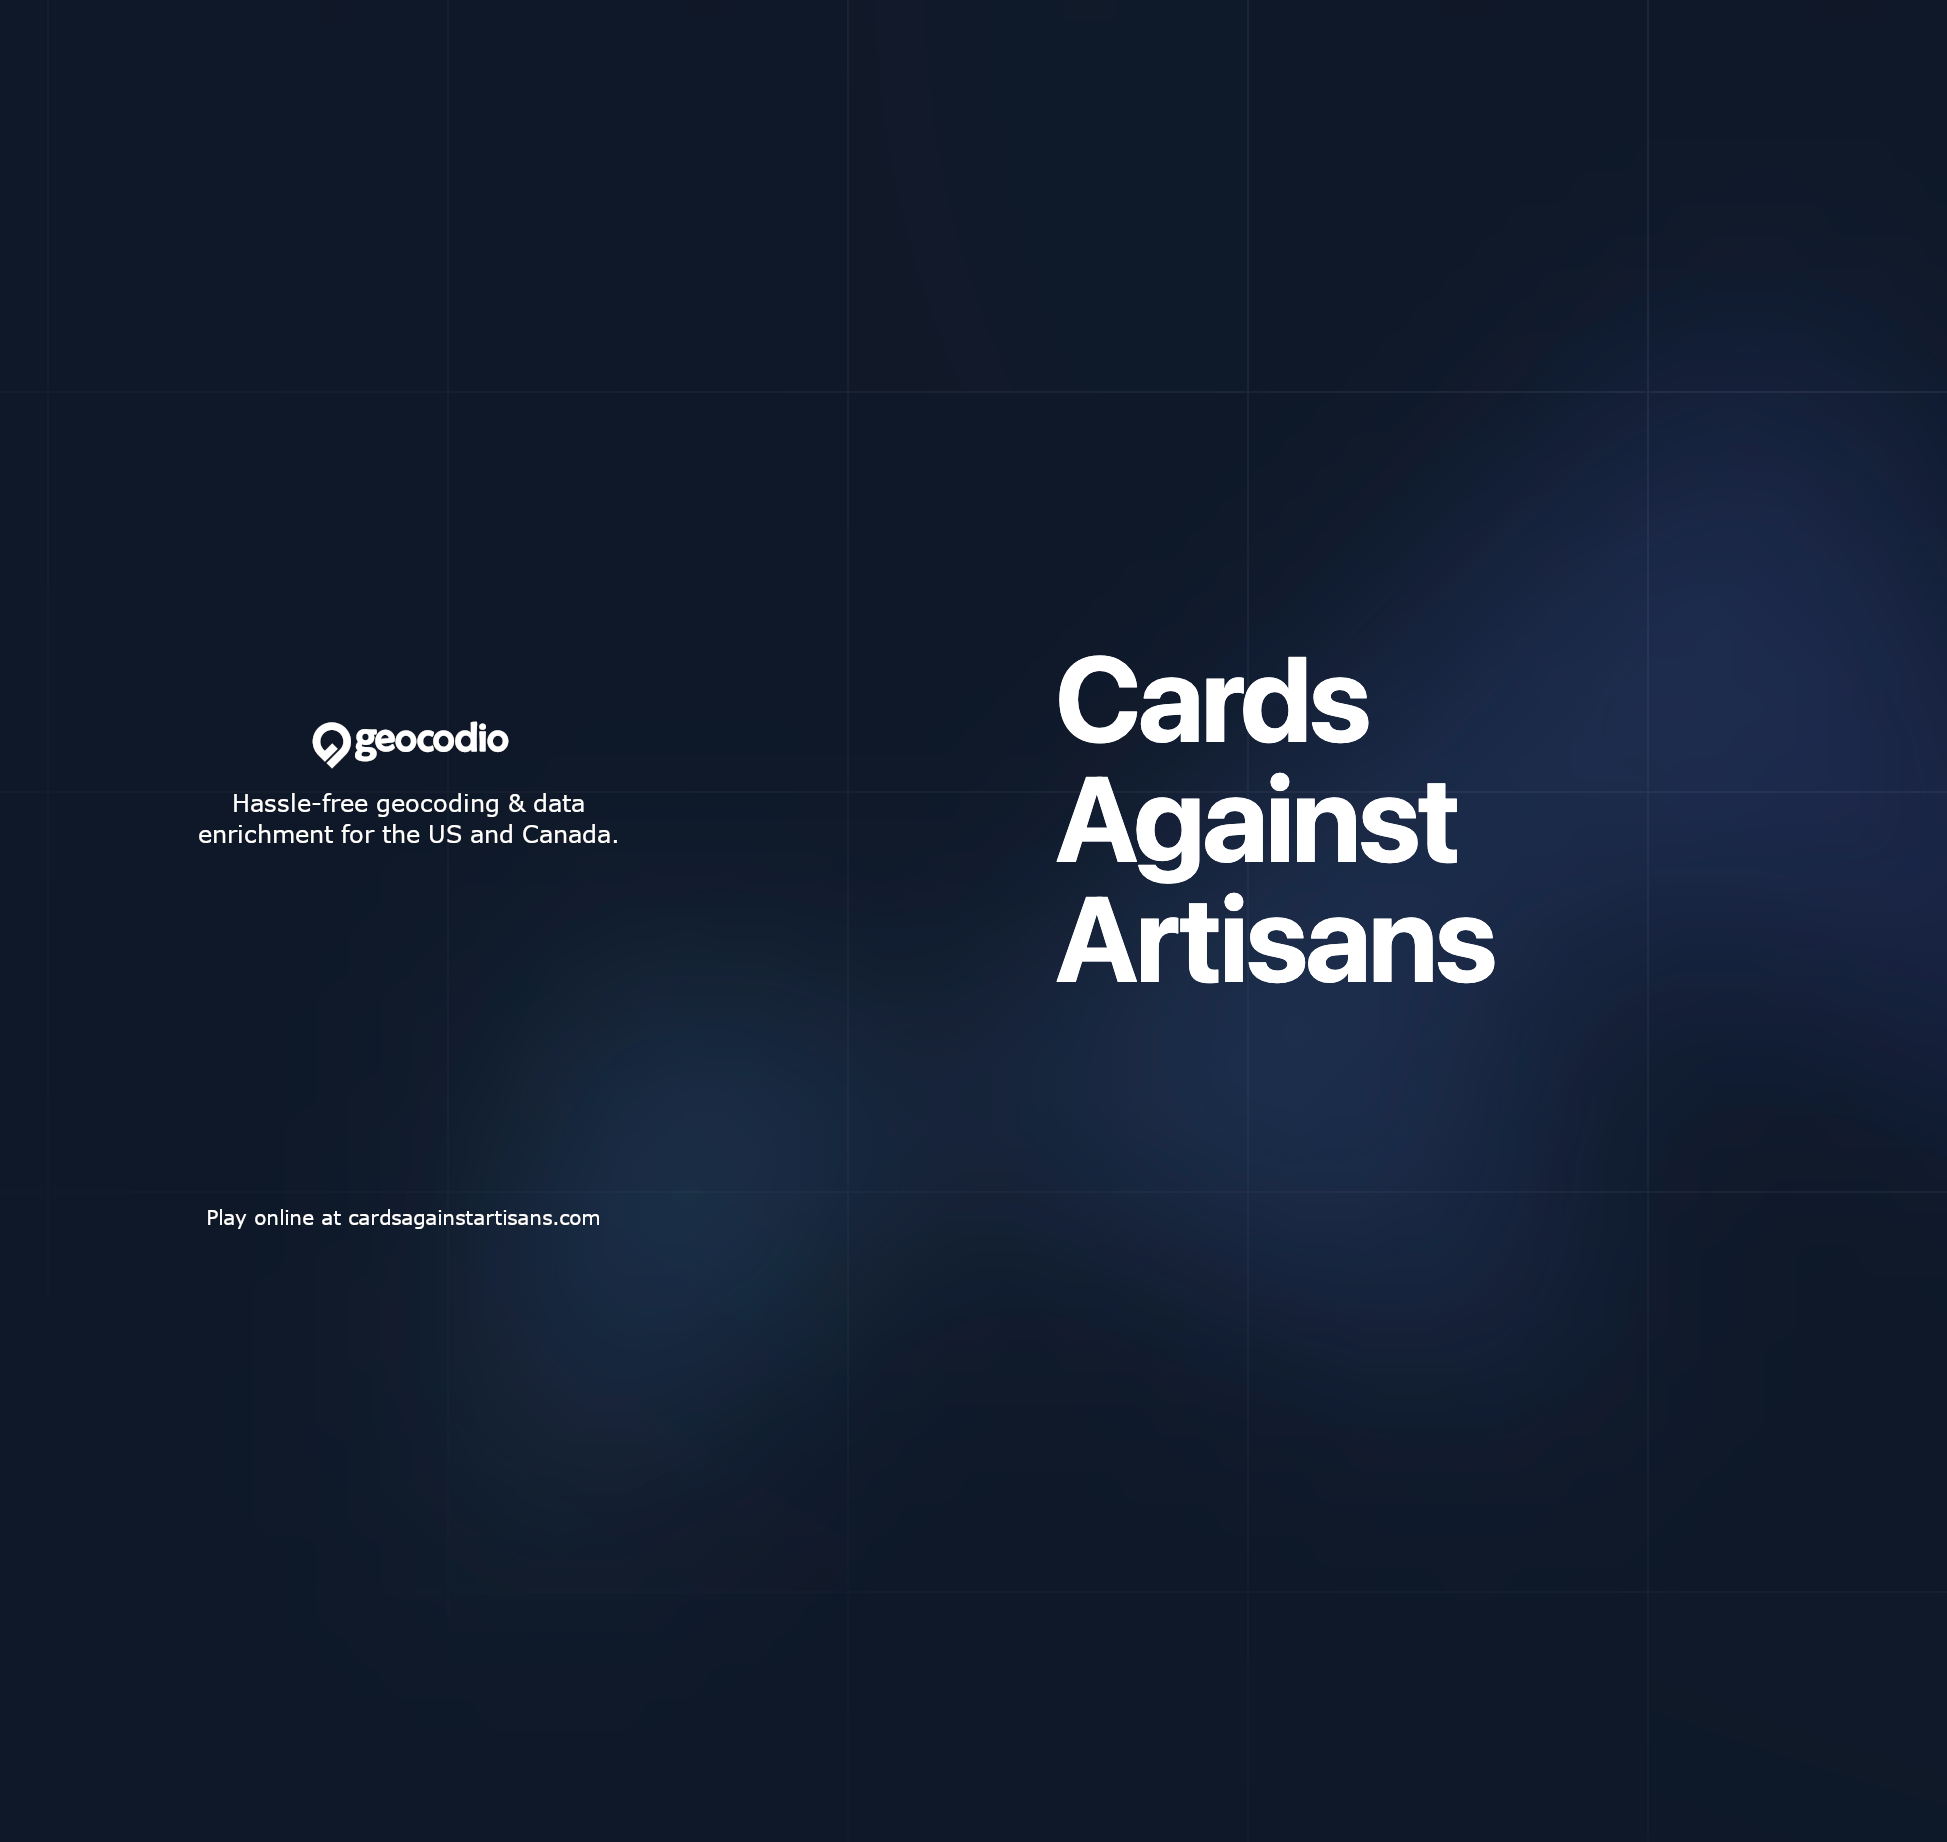 geocodio
Hassle-free geocoding & data
enrichment for the US and Canada.
Play online at cardsagainstartisans.com
Cards
Against
Artisans